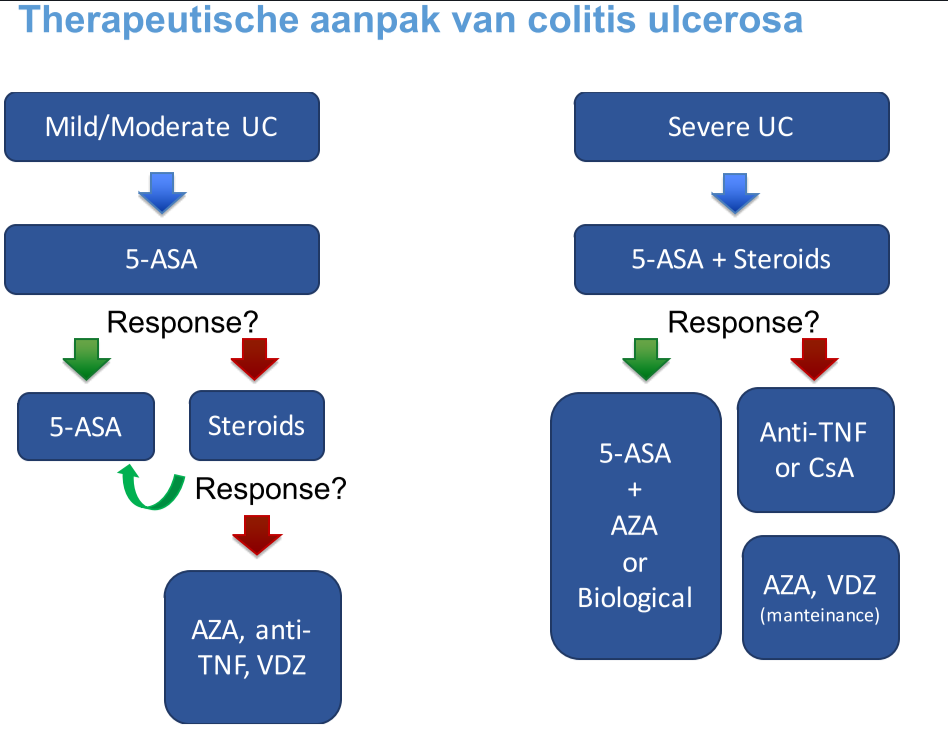 Therapeutische aanpak van colitis ulcerosa
Mild/Moderate UC
5-ASA
Response?
5-ASA
Steroids
Response?
AZA, anti-
TNF, VDZ
Severe UC
5-ASA + Steroids
Response?
5-ASA
+
AZA
or
Biological
Anti-TNF
or CsA
AZA, VDZ
(manteinance)